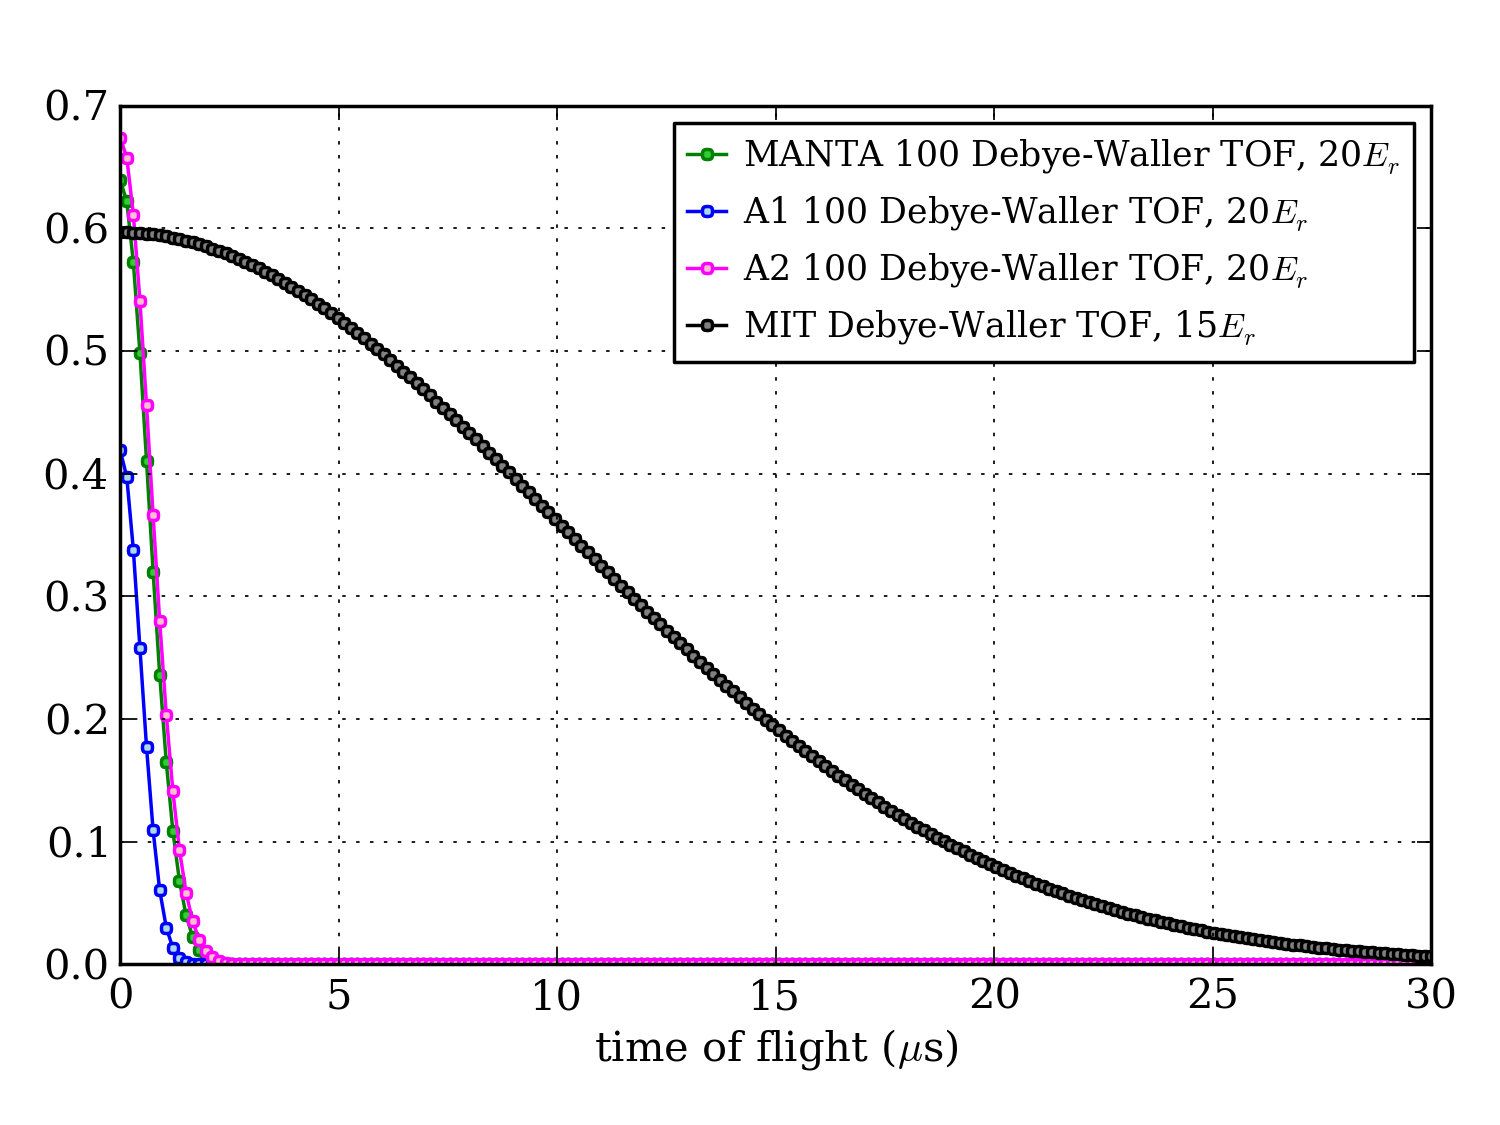 0.7
0.6
0.5
0.4
0.3
0.2
0.1
0.0
MANTA 100 Debye-Waller TOF, 20E_r
A1 100 Debye-Waller TOF, 20E_r
A2 100 Debye-Waller TOF, 20E_r
MIT Debye-Waller TOF, 15E_r
0 5 10 15 20 25 30
time of flight (μs)